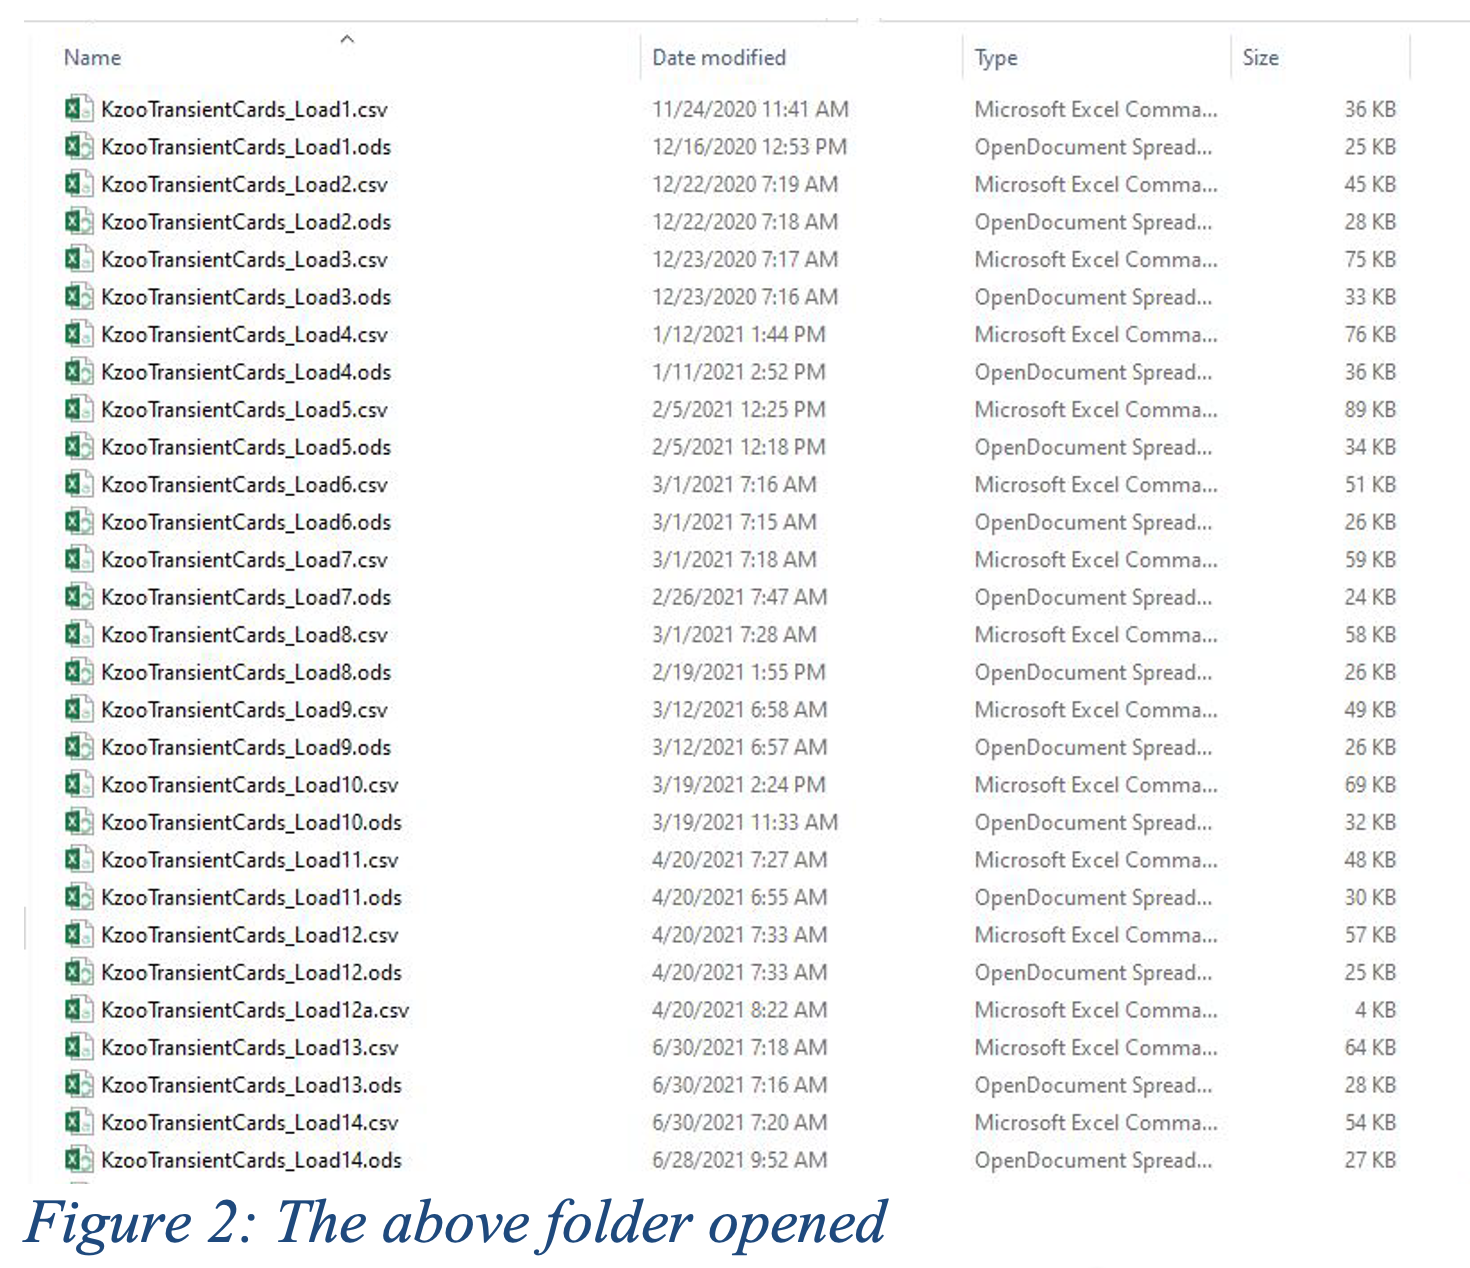 Name Date modified Type Size
KzooTransientCards_Load1.csv 11/24/2020 11:41 AM Microsoft Excel Comma... 36 KB
KzooTransientCards_Load1.ods 12/16/2020 12:53 PM OpenDocument Spread... 25 KB
KzooTransientCards_Load2.csv 12/22/2020 7:19 AM Microsoft Excel Comma... 45 KB
KzooTransientCards_Load2.ods 12/22/2020 7:18 AM OpenDocument Spread... 28 KB
KzooTransientCards_Load3.csv 12/23/2020 7:17 AM Microsoft Excel Comma... 75 KB
KzooTransientCards_Load3.ods 12/23/2020 7:16 AM OpenDocument Spread... 33 KB
KzooTransientCards_Load4.csv 1/12/2021 1:44 PM Microsoft Excel Comma... 76 KB
KzooTransientCards_Load4.ods 1/11/2021 2:52 PM OpenDocument Spread... 36 KB
KzooTransientCards_Load5.csv 2/5/2021 12:25 PM Microsoft Excel Comma... 89 KB
KzooTransientCards_Load5.ods 2/5/2021 12:18 PM OpenDocument Spread... 34 KB
KzooTransientCards_Load6.csv 3/1/2021 7:16 AM Microsoft Excel Comma... 51 KB
KzooTransientCards_Load6.ods 3/1/2021 7:15 AM OpenDocument Spread... 26 KB
KzooTransientCards_Load7.csv 3/1/2021 7:18 AM Microsoft Excel Comma... 59 KB
KzooTransientCards_Load7.ods 2/26/2021 7:47 AM OpenDocument Spread... 24 KB
KzooTransientCards_Load8.csv 3/1/2021 7:28 AM Microsoft Excel Comma... 58 KB
KzooTransientCards_Load8.ods 2/19/2021 1:55 PM OpenDocument Spread... 26 KB
KzooTransientCards_Load9.csv 3/12/2021 6:58 AM Microsoft Excel Comma... 49 KB
KzooTransientCards_Load9.ods 3/12/2021 6:57 AM OpenDocument Spread... 26 KB
KzooTransientCards_Load10.csv 3/19/2021 2:24 PM Microsoft Excel Comma... 69 KB
KzooTransientCards_Load10.ods 3/19/2021 11:33 AM OpenDocument Spread... 32 KB
KzooTransientCards_Load11.csv 4/20/2021 7:27 AM Microsoft Excel Comma... 48 KB
KzooTransientCards_Load11.ods 4/20/2021 6:55 AM OpenDocument Spread... 30 KB
KzooTransientCards_Load12.csv 4/20/2021 7:33 AM Microsoft Excel Comma... 57 KB
KzooTransientCards_Load12.ods 4/20/2021 7:33 AM OpenDocument Spread... 25 KB
KzooTransientCards_Load12a.csv 4/20/2021 8:22 AM Microsoft Excel Comma... 4 KB
KzooTransientCards_Load13.csv 6/30/2021 7:18 AM Microsoft Excel Comma... 64 KB
KzooTransientCards_Load13.ods 6/30/2021 7:16 AM OpenDocument Spread... 28 KB
KzooTransientCards_Load14.csv 6/30/2021 7:20 AM Microsoft Excel Comma... 54 KB
KzooTransientCards_Load14.ods 6/28/2021 9:52 AM OpenDocument Spread... 27 KB
Figure 2: The above folder opened